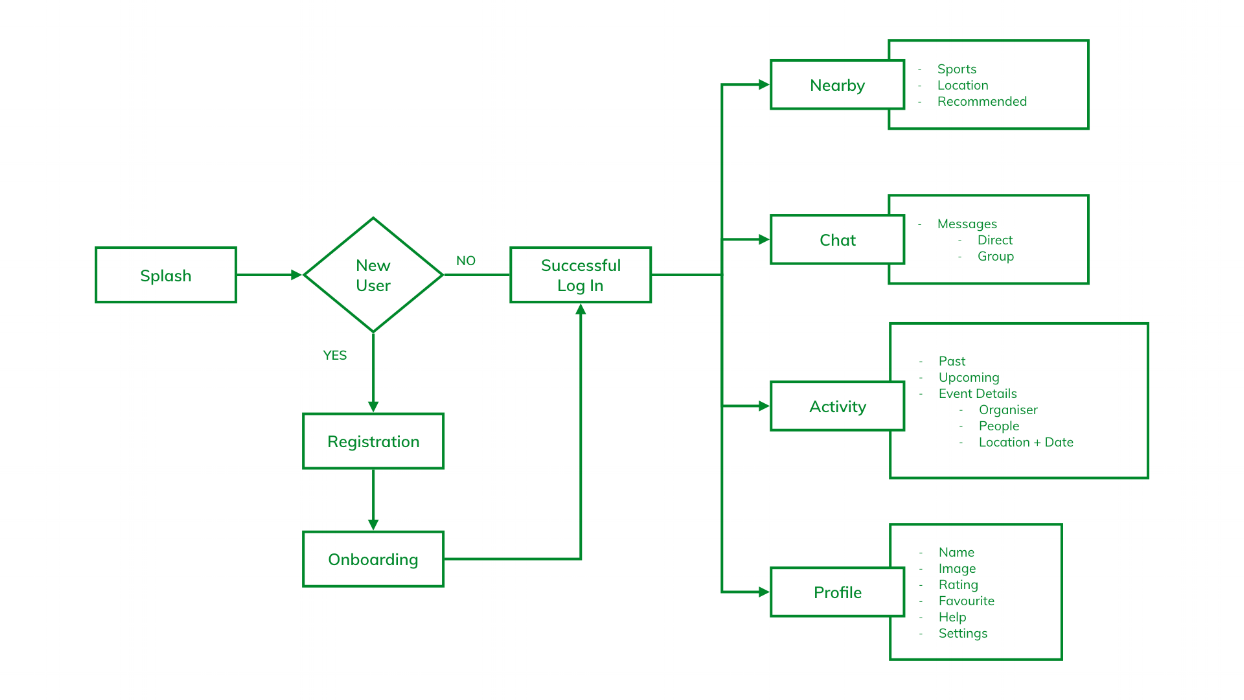 Splash
New
User
NO
YES
Registration
Onboarding
Successful
Log In
Nearby
- Sports
- Location
- Recommended
Chat
- Messages
- Direct
- Group
Activity
- Past
- Upcoming
- Event Details
- Organiser
- People
- Location + Date
Profile
- Name
- Image
- Rating
- Favourite
- Help
- Settings